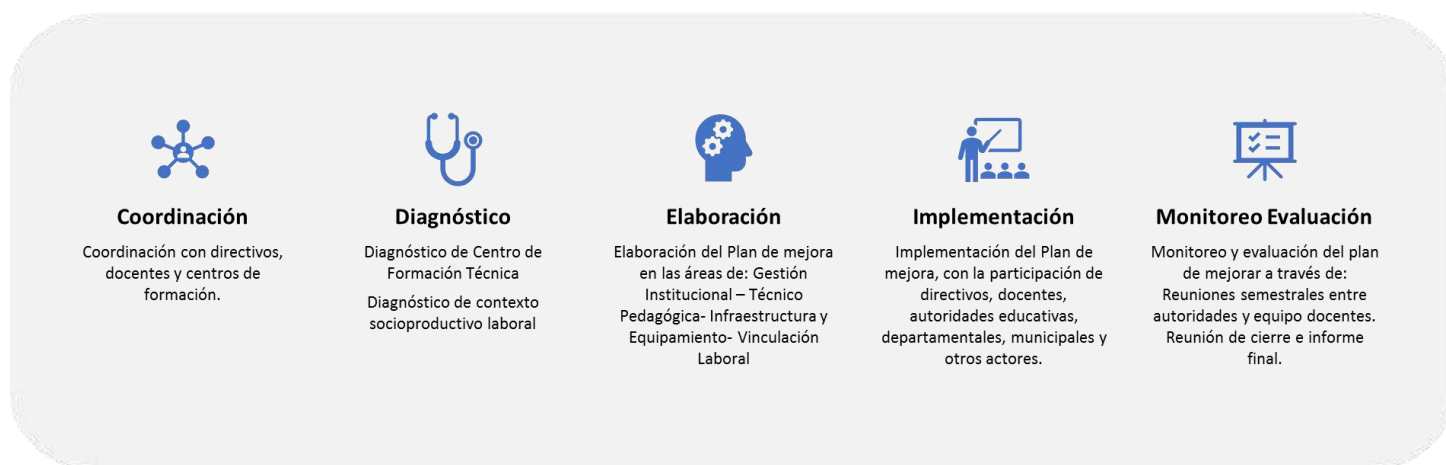 Coordinación
Coordinación con directivos,
docentes y centros de
formación.
Diagnóstico
Diagnóstico de Centro de
Formación Técnica
Diagnóstico de contexto
socioproductivo laboral
Elaboración
Elaboración del Plan de mejora
en las áreas de: Gestión
Institucional – Técnico
Pedagógica- Infraestructura y
Equipamiento- Vinculación
Laboral
Implementación
Implementación del Plan de
mejora, con la participación de
directivos, docentes,
autoridades educativas,
departamentales, municipales y
otros actores.
Monitoreo Evaluación
Monitoreo y evaluación del plan
de mejorar a través de:
Reuniones semestrales entre
autoridades y equipo docentes.
Reunión de cierre e informe
final.